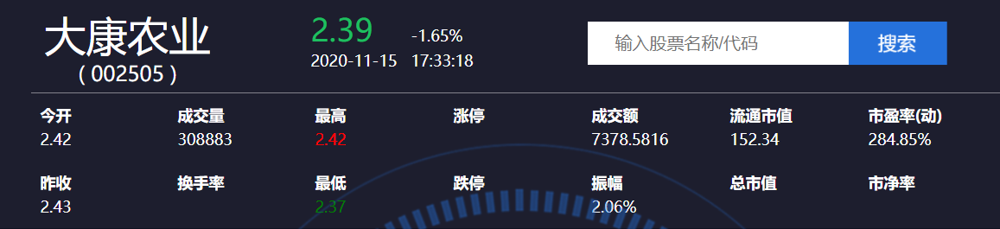 大康农业
( 002505 )
2.39 -1.65%
2020-11-15 17:33:18
输入股票名称/代码 搜索
今开 成交量 最高 涨停 成交额 流通市值 市盈率(动)
2.42 308883 2.42 7378.5816 152.34 284.85%
昨收 换手率 最低 跌停 振幅 总市值 市净率
2.43 2.37 2.06%